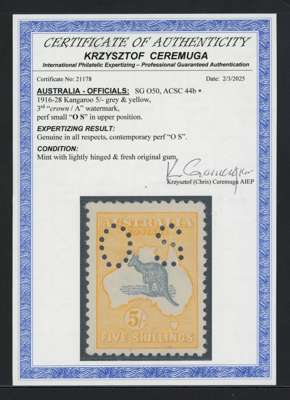 CERTIFICATE OF AUTHENTICITY
KRZYSZTOF CEREMUGA
International Philatelic Expertizing – Professional Guaranteed Authenticity
Certificate No: 21178 Date: 2/3/2025
AUSTRALIA - OFFICIALS: SG O50, ACSC 44b *
1916-28 Kangaroo 5/- grey & yellow,
3rd "crown / A" watermark,
perf small "O S" in upper position.
EXPERTIZING RESULT:
Genuine in all respects, contemporary perf "O S".
CONDITION:
Mint with lightly hinged & fresh original gum.
Krzysztof (Chris) Ceremuga AIEP
AUSTRALIA
POSTAGE
O S
5/-
FIVE SHILLINGS